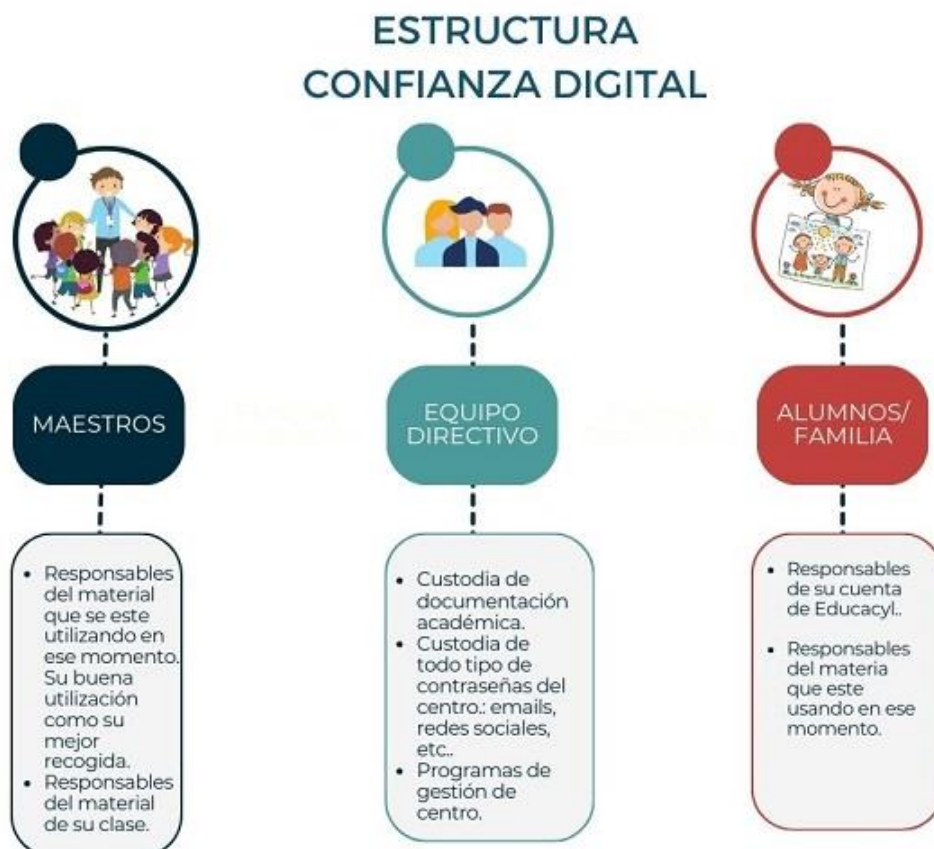 ESTRUCTURA
CONFIANZA DIGITAL
MAESTROS
• Responsables
del material
que se este
utilizando en
ese momento.
Su buena
utilización
como su
mejor
recogida.
• Responsables
del material
de su clase.
EQUIPO
DIRECTIVO
• Custodia de
documentación
académica.
• Custodia de
todo tipo de
contraseñas del
centro.: emails,
redes sociales,
etc..
• Programas de
gestión de
centro.
ALUMNOS/
FAMILIA
• Responsables
de su cuenta
de Educacyl..
• Responsables
del materia
que este
usando en ese
momento.